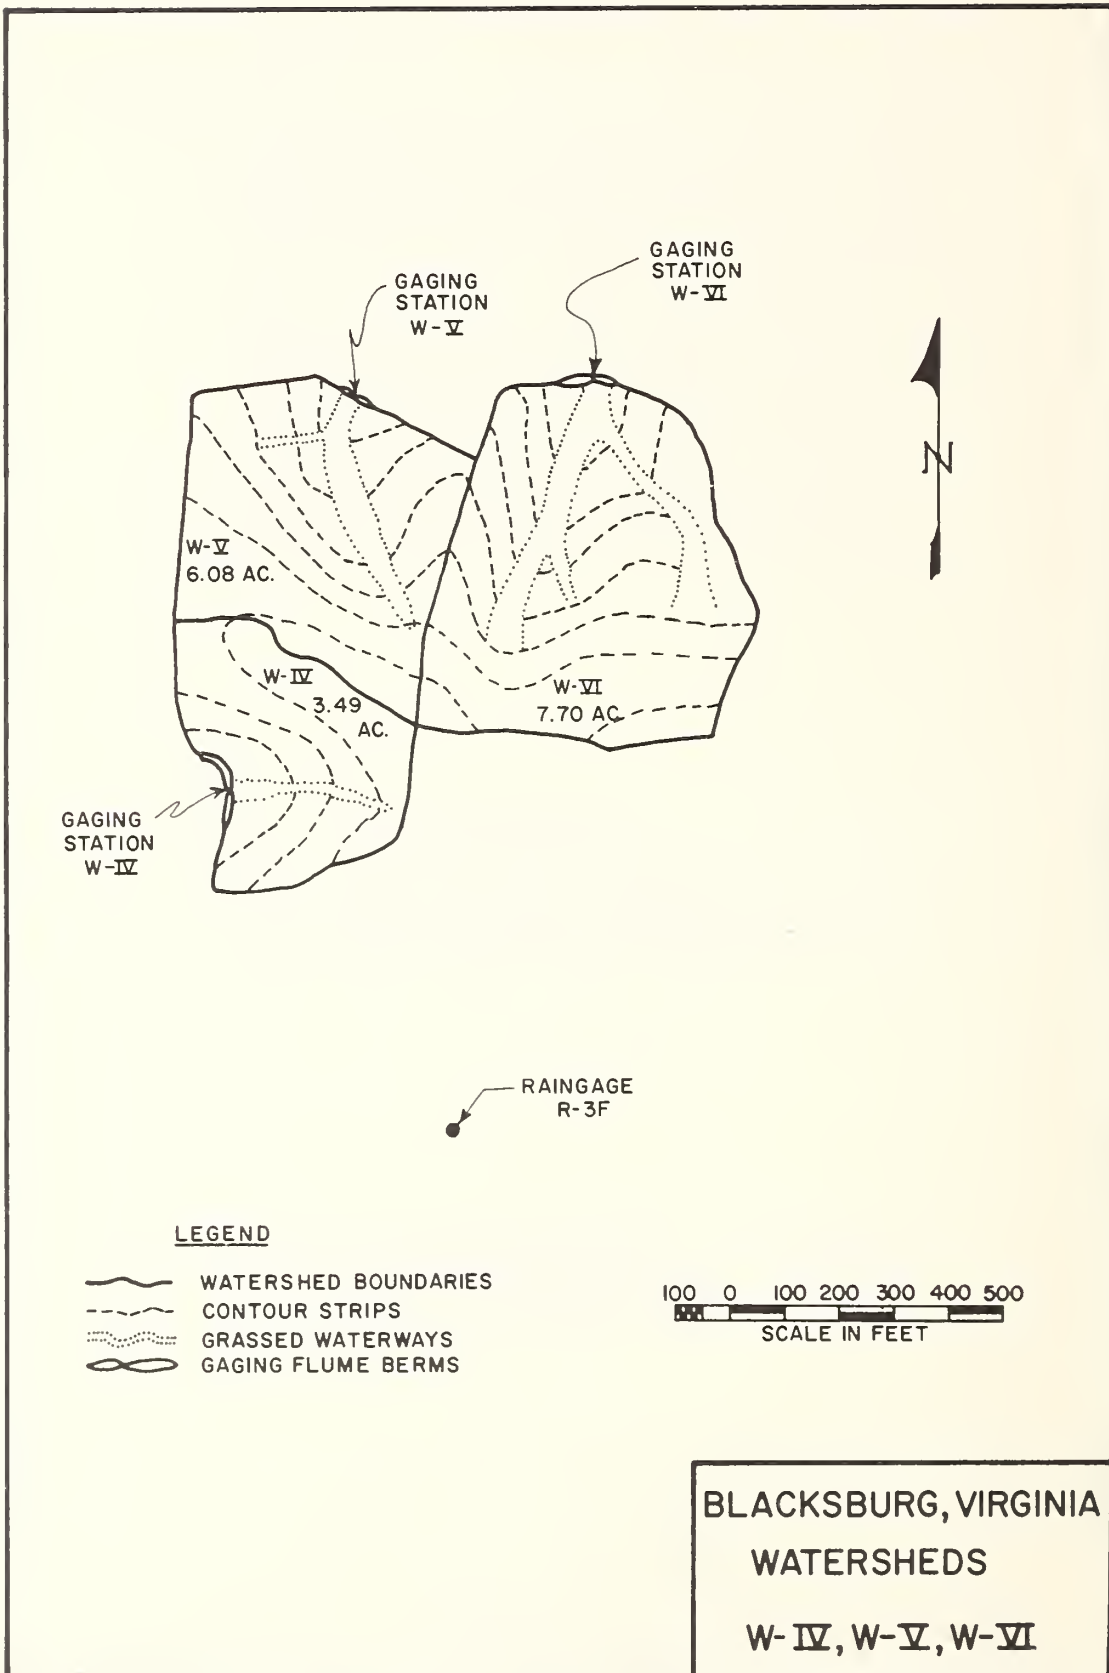 GAGING
STATION
W-VI
GAGING
STATION
W-V
N
W-V
6.08 AC.
W-IV
3.49
AC.
W-VI
7.70 AC.
GAGING
STATION
W-IV
RAINGAGE
R-3F
LEGEND
WATERSHED BOUNDARIES
CONTOUR STRIPS
GRASSED WATERWAYS
GAGING FLUME BERMS
100 0 100 200 300 400 500
SCALE IN FEET
BLACKSBURG, VIRGINIA
WATERSHEDS
W-IV, W-V, W-VI